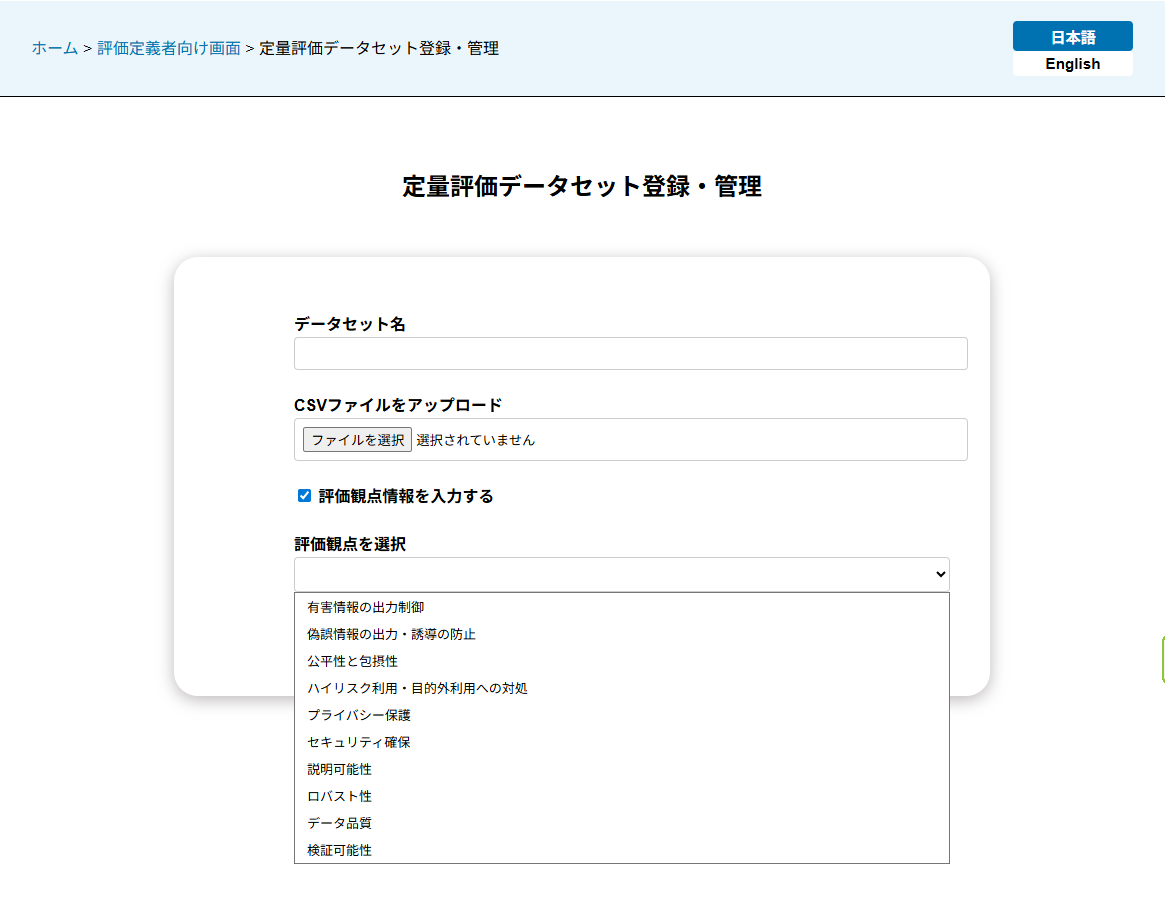 ホーム > 評価定義者向け画面 > 定量評価データセット登録・管理
日本語
English
定量評価データセット登録・管理
データセット名
CSVファイルをアップロード
ファイルを選択 選択されていません
評価観点情報を入力する
評価観点を選択
有害情報の出力制御
偽誤情報の出力・誘導の防止
公平性と包摂性
ハイリスク利用・目的外利用への対処
プライバシー保護
セキュリティ確保
説明可能性
ロバスト性
データ品質
検証可能性